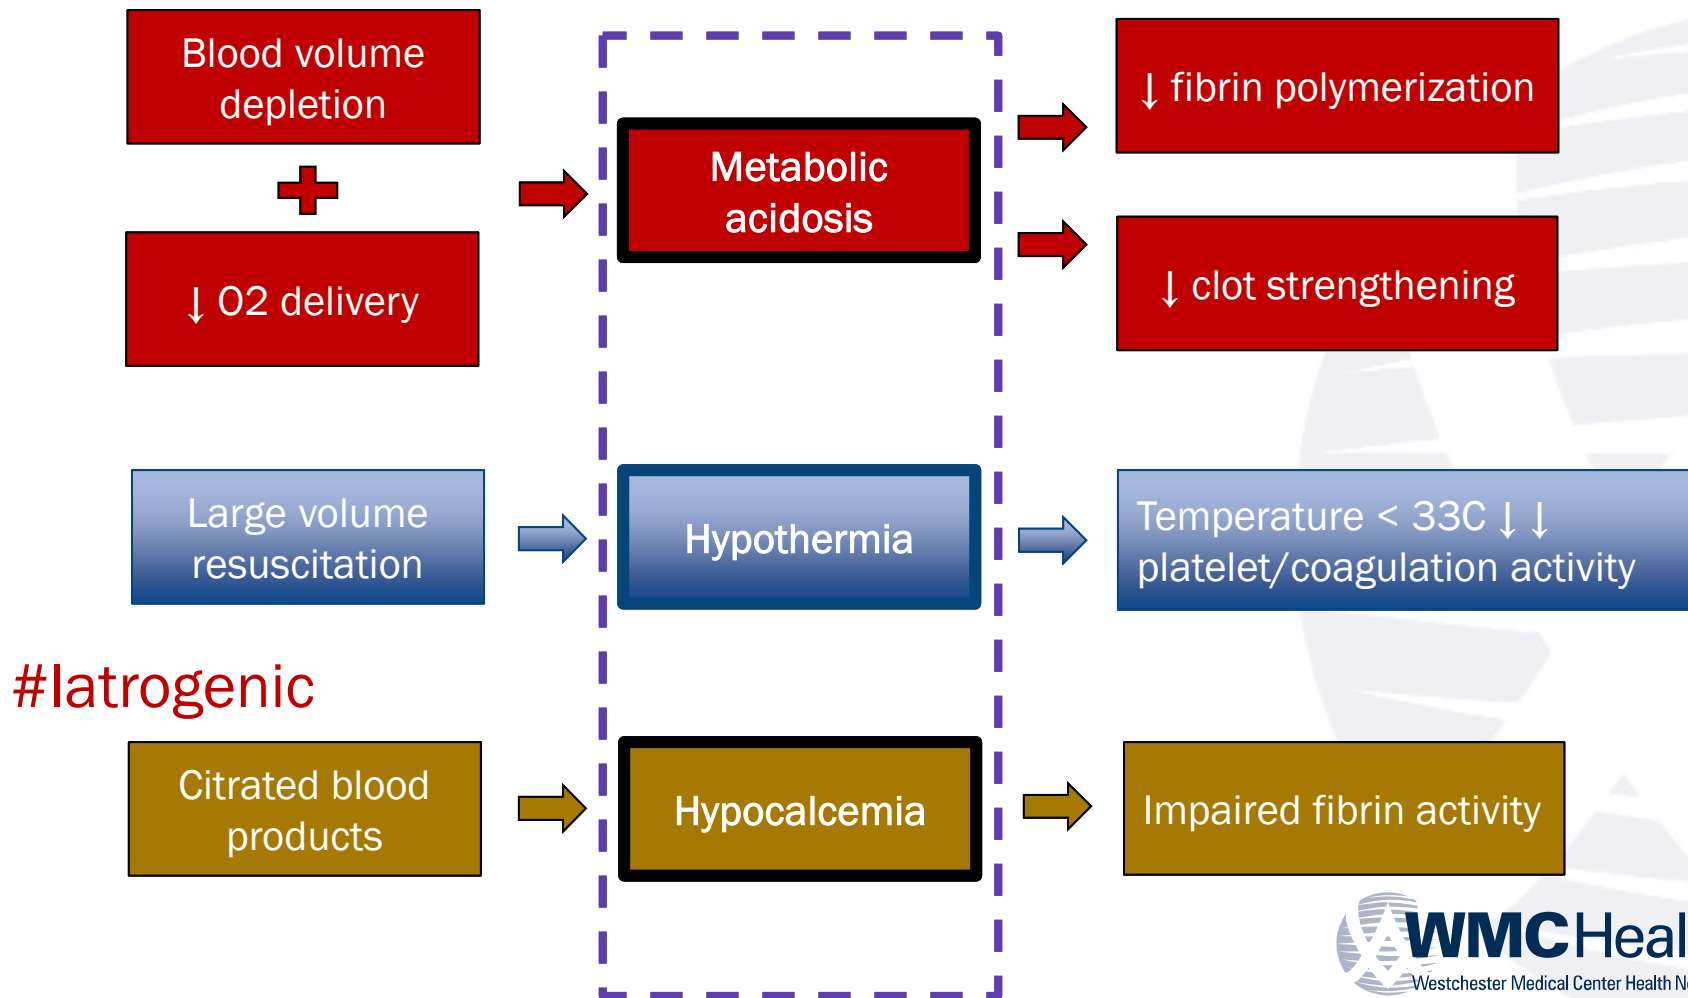 Blood volume
depletion
↓ O2 delivery
Metabolic
acidosis
↓ fibrin polymerization
↓ clot strengthening
Large volume
resuscitation
Hypothermia
Temperature < 33C ↓ ↓
platelet/coagulation activity
#Iatrogenic
Citrated blood
products
Hypocalcemia
Impaired fibrin activity
WMCHeal
Westchester Medical Center Health N